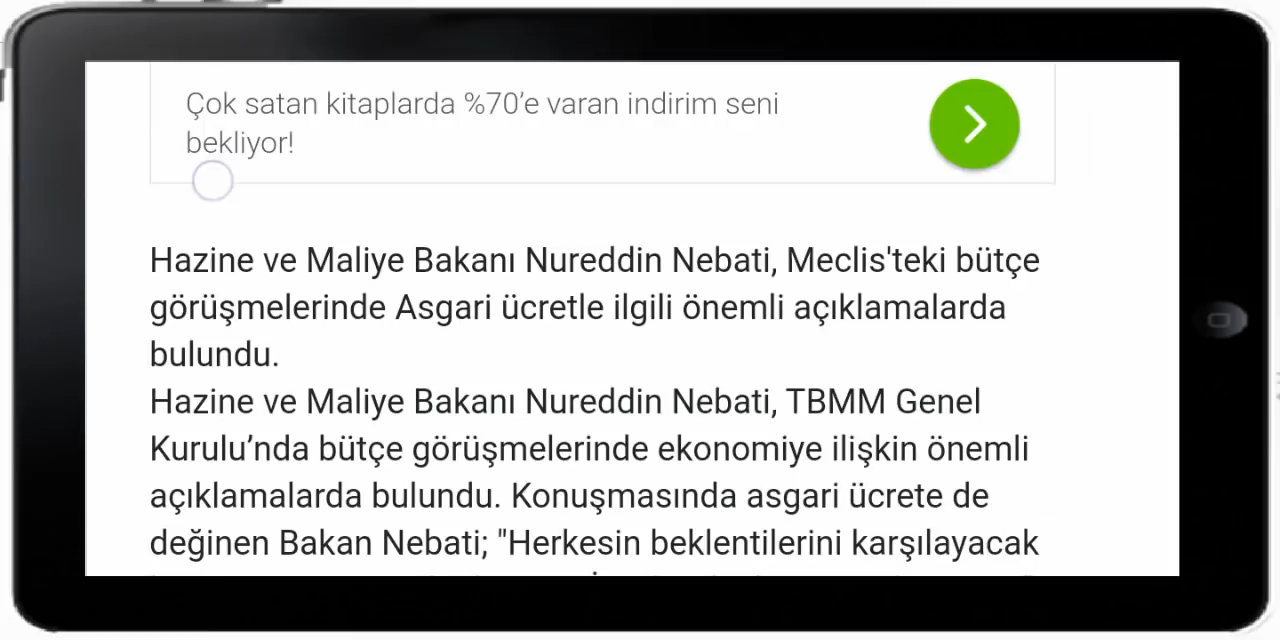 Çok satan kitaplarda %70’e varan indirim seni
bekliyor!
Hazine ve Maliye Bakanı Nureddin Nebati, Meclis'teki bütçe
görüşmelerinde Asgari ücretle ilgili önemli açıklamalarda
bulundu.
Hazine ve Maliye Bakanı Nureddin Nebati, TBMM Genel
Kurulu’nda bütçe görüşmelerinde ekonomiye ilişkin önemli
açıklamalarda bulundu. Konuşmasında asgari ücrete de
değinen Bakan Nebati; "Herkesin beklentilerini karşılayacak